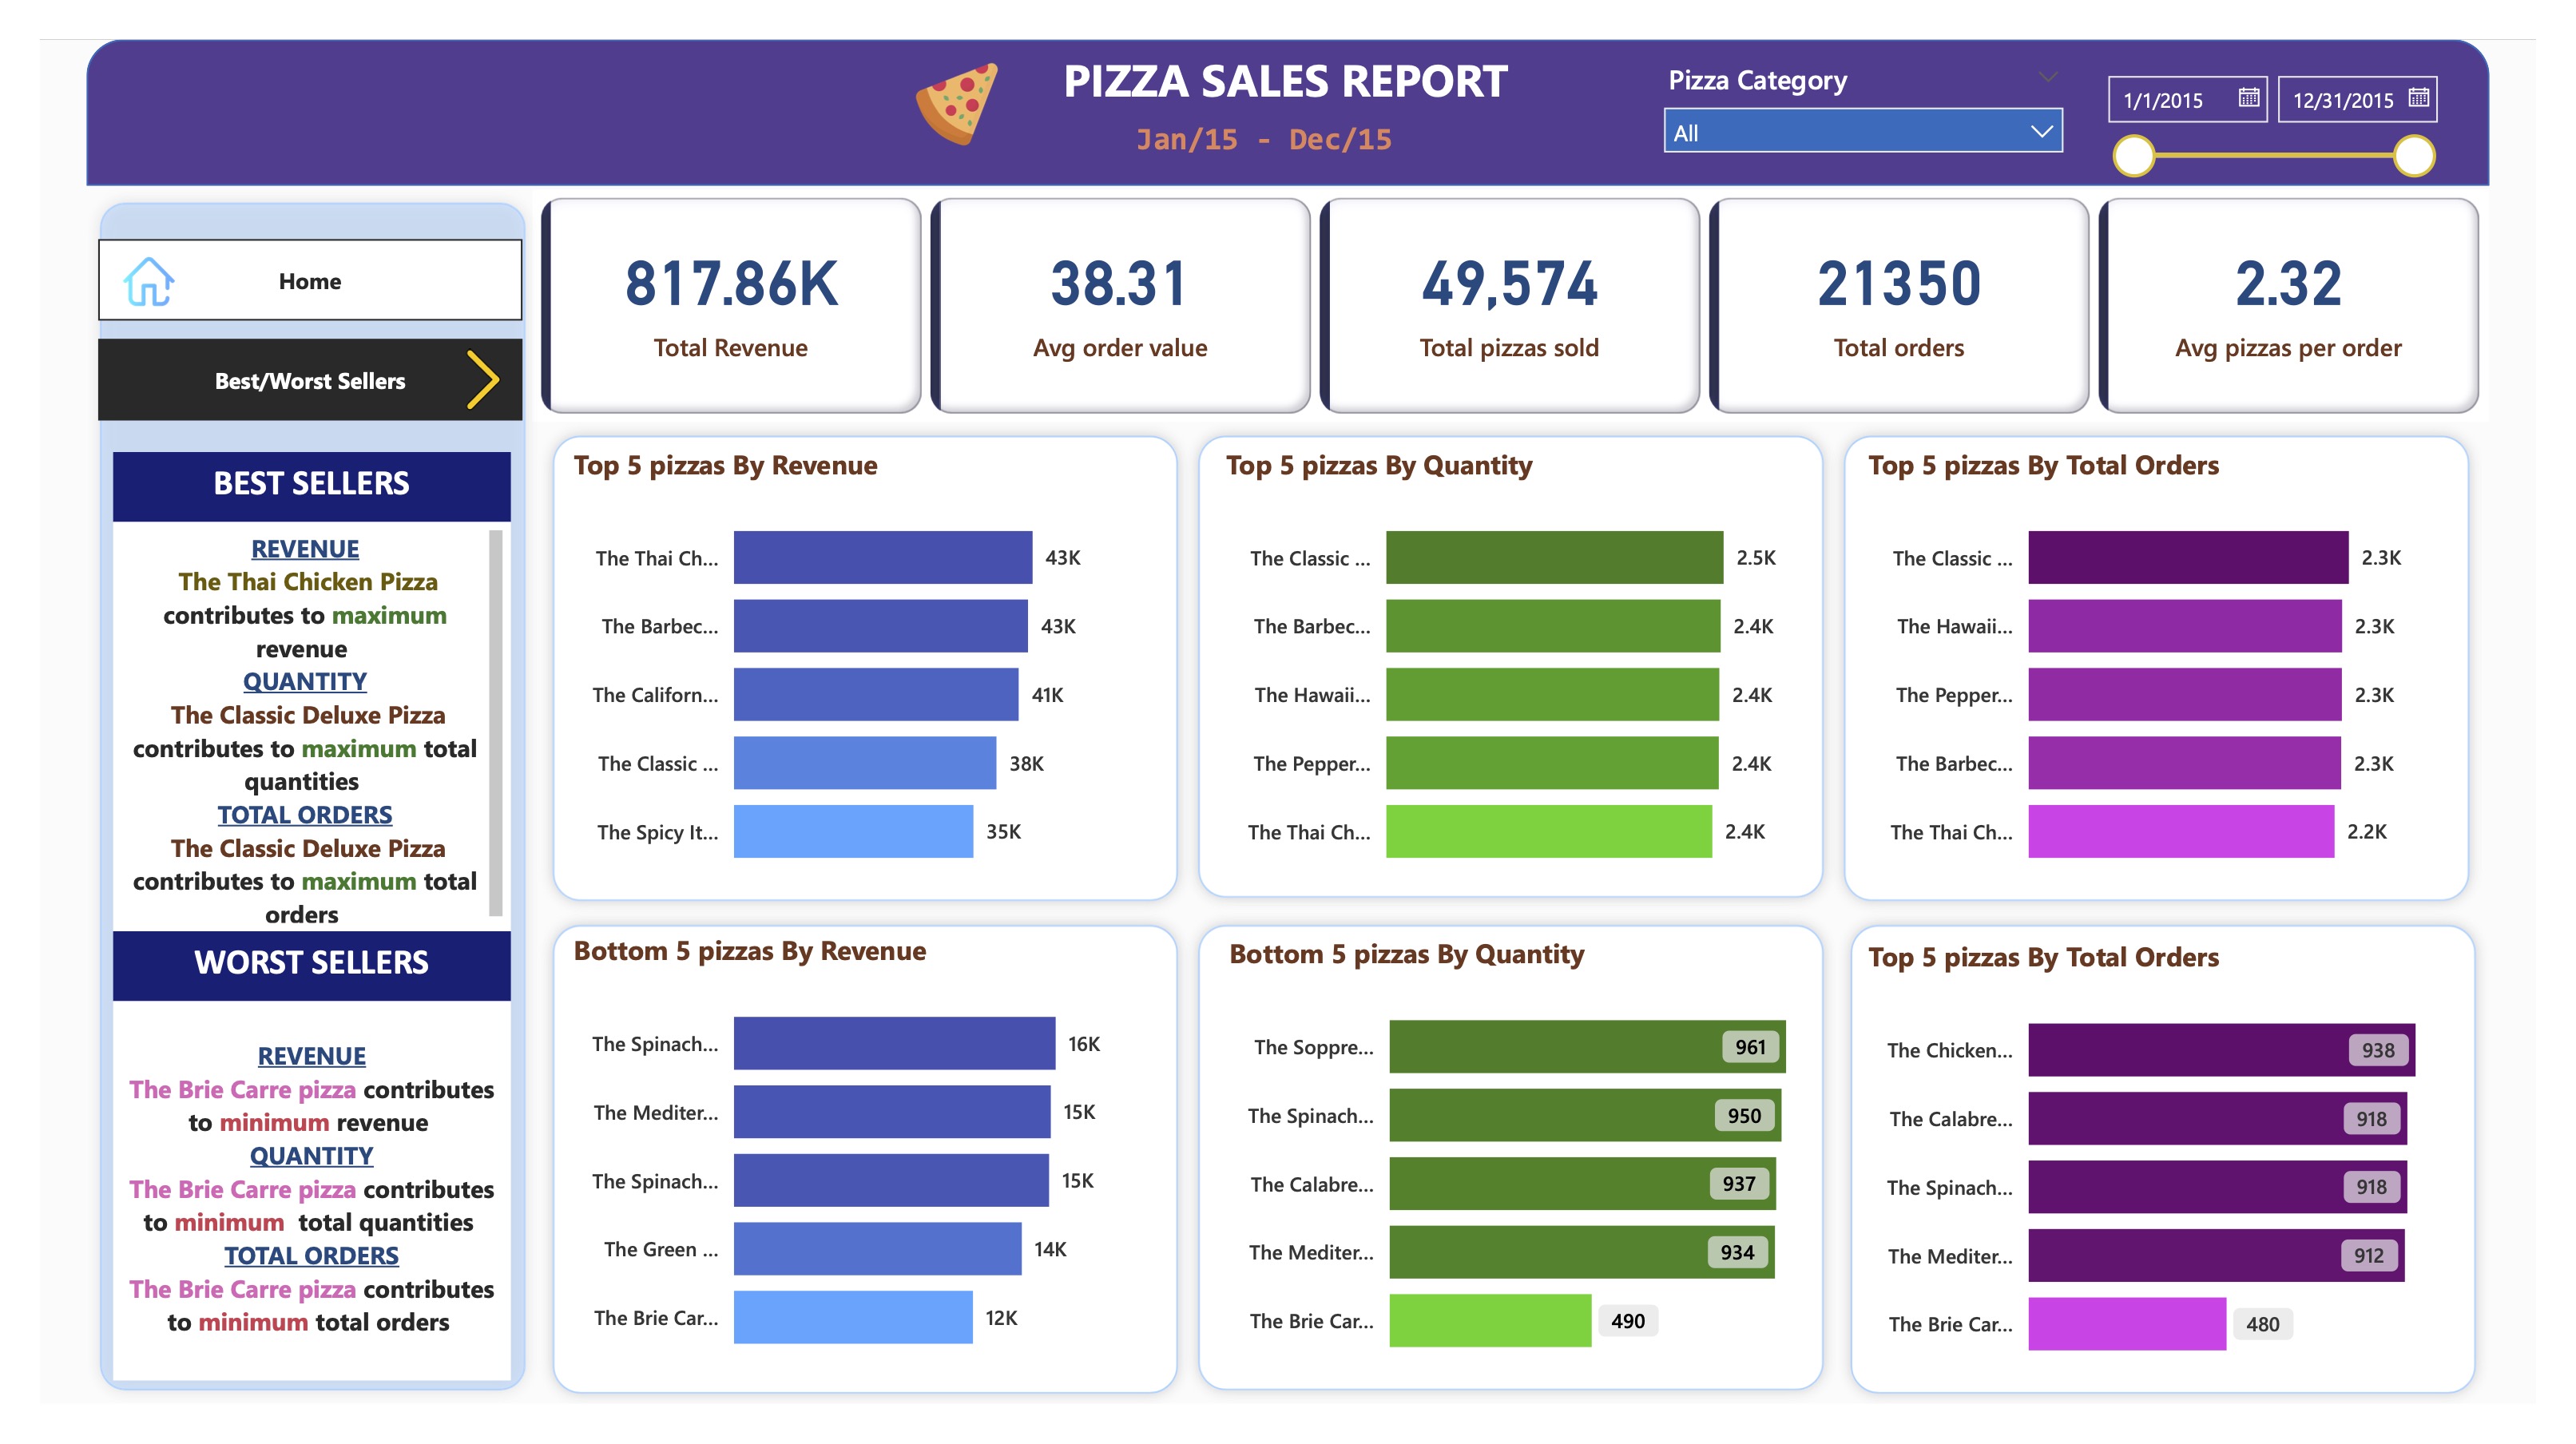 PIZZA SALES REPORT
Jan/15 - Dec/15
Pizza Category
All
1/1/2015
12/31/2015
Home
Best/Worst Sellers
817.86K
Total Revenue
38.31
Avg order value
49,574
Total pizzas sold
21350
Total orders
2.32
Avg pizzas per order
BEST SELLERS
REVENUE
The Thai Chicken Pizza
contributes to maximum
revenue
QUANTITY
The Classic Deluxe Pizza
contributes to maximum total
quantities
TOTAL ORDERS
The Classic Deluxe Pizza
contributes to maximum total
orders
WORST SELLERS
REVENUE
The Brie Carre pizza contributes
to minimum revenue
QUANTITY
The Brie Carre pizza contributes
to minimum total quantities
TOTAL ORDERS
The Brie Carre pizza contributes
to minimum total orders
Top 5 pizzas By Revenue
The Thai Ch... 43K
The Barbec... 43K
The Californ... 41K
The Classic ... 38K
The Spicy It... 35K
Top 5 pizzas By Quantity
The Classic ... 2.5K
The Barbec... 2.4K
The Hawaii... 2.4K
The Pepper... 2.4K
The Thai Ch... 2.4K
Top 5 pizzas By Total Orders
The Classic ... 2.3K
The Hawaii... 2.3K
The Pepper... 2.3K
The Barbec... 2.3K
The Thai Ch... 2.2K
Bottom 5 pizzas By Revenue
The Spinach... 16K
The Mediter... 15K
The Spinach... 15K
The Green ... 14K
The Brie Car... 12K
Bottom 5 pizzas By Quantity
The Soppre... 961
The Spinach... 950
The Calabre... 937
The Mediter... 934
The Brie Car... 490
Top 5 pizzas By Total Orders
The Chicken... 938
The Calabre... 918
The Spinach... 918
The Mediter... 912
The Brie Car... 480